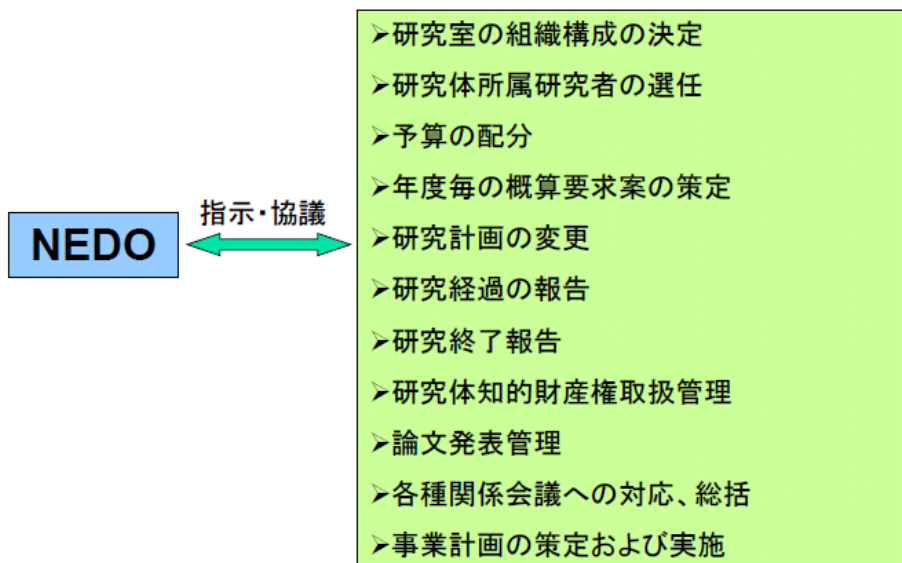 NEDO
指示・協議
➢研究室の組織構成の決定
➢研究体所属研究者の選任
➢予算の配分
➢年度毎の概算要求案の策定
➢研究計画の変更
➢研究経過の報告
➢研究終了報告
➢研究体知的財産権取扱管理
➢論文発表管理
➢各種関係会議への対応、総括
➢事業計画の策定および実施